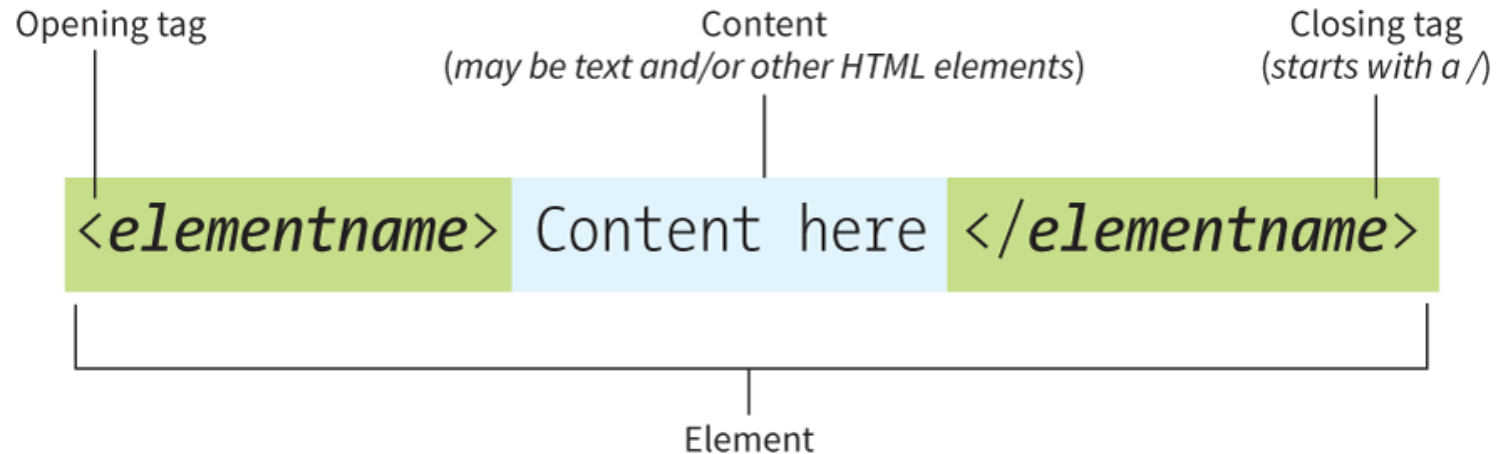 Opening tag
Content
(may be text and/or other HTML elements)
Closing tag
(starts with a /)
<elementname> Content here </elementname>
Element